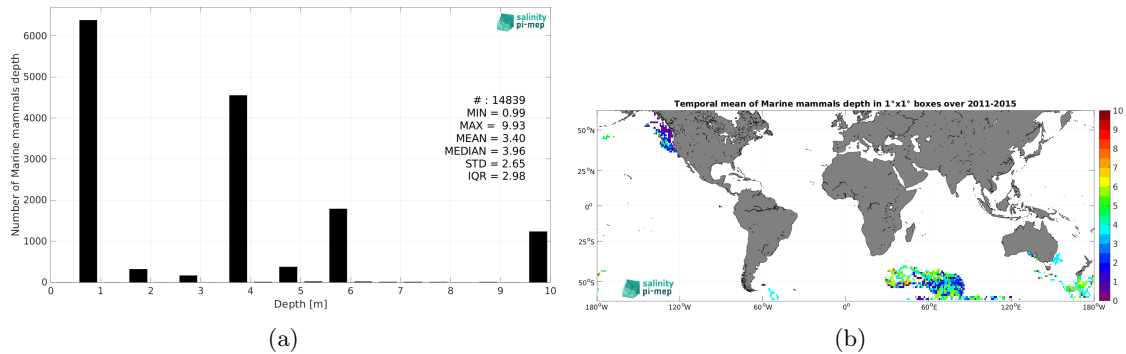 salinity
pi-mep
6000
5000
4000
3000
2000
1000
0
Number of Marine mammals depth
# : 14839
MIN = 0.99
MAX = 9.93
MEAN = 3.40
MEDIAN = 3.96
STD = 2.65
IQR = 2.98
0 1 2 3 4 5 6 7 8 9 10
Depth [m]
(a)
Temporal mean of Marine mammals depth in 1°x1° boxes over 2011-2015
50°N
25°N
0°
25°S
50°S
180°W 120°W 60°W 0° 60°E 120°E 180°E
salinity
pi-mep
10
9
8
7
6
5
4
3
2
1
0
(b)